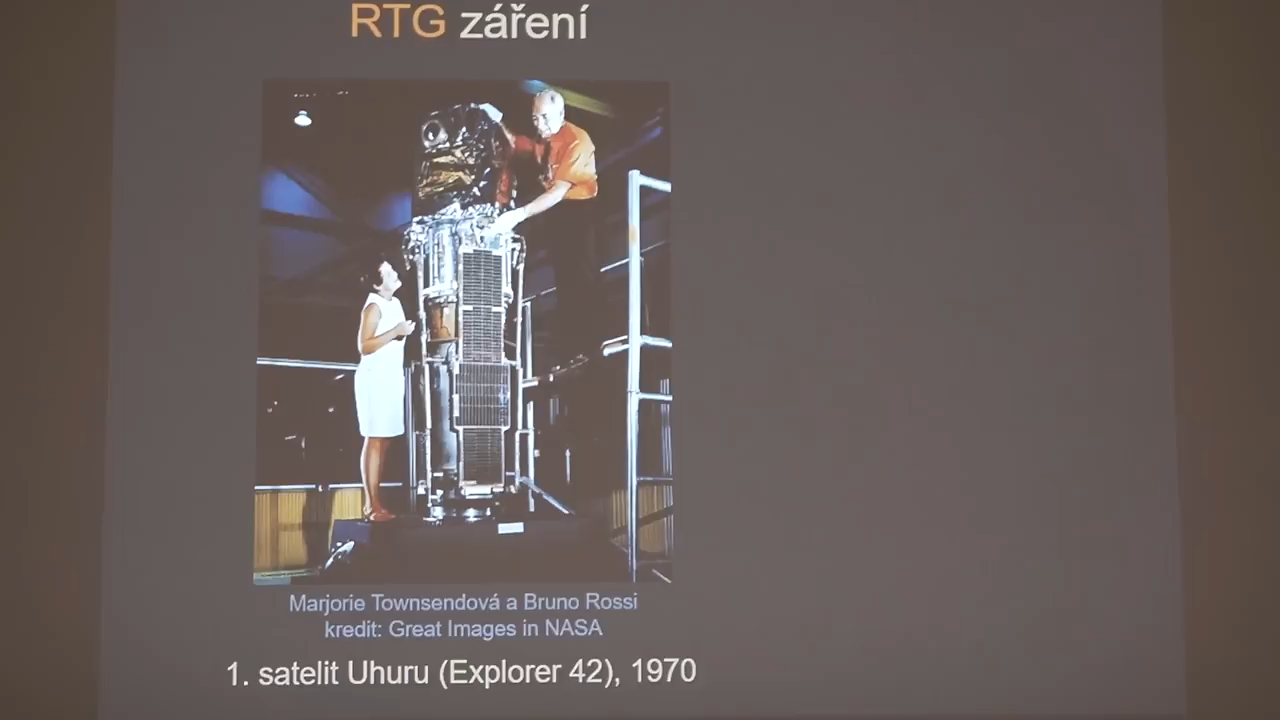 RTG záření
Marjorie Townsendová a Bruno Rossi
kredit: Great Images in NASA
1. satelit Uhuru (Explorer 42), 1970